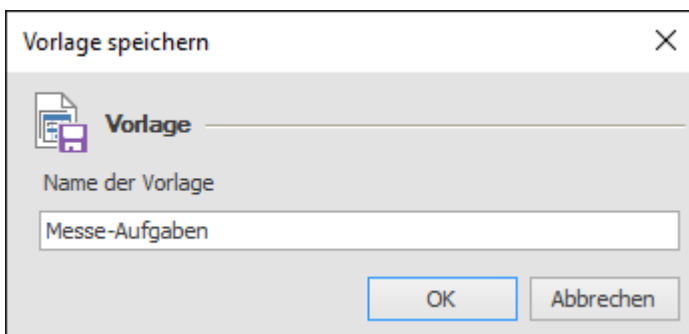 Vorlage speichern
Vorlage
Name der Vorlage
Messe-Aufgaben
OK Abbrechen